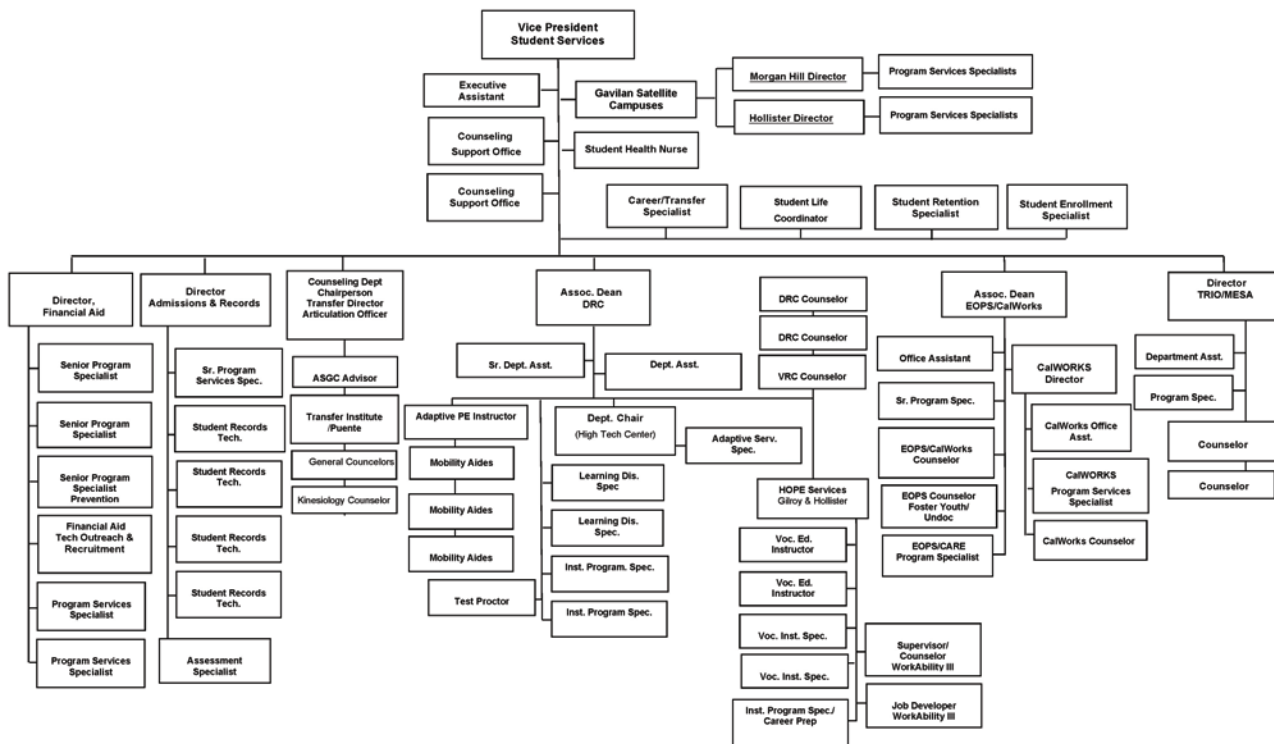 Vice President
Student Services
Executive
Assistant
Gavilan Satellite
Campuses
Morgan Hill Director
Program Services Specialists
Hollister Director
Program Services Specialists
Counseling
Support Office
Student Health Nurse
Counseling
Support Office
Career/Transfer
Specialist
Student Life
Coordinator
Student Retention
Specialist
Student Enrollment
Specialist
Director,
Financial Aid
Senior Program
Specialist
Senior Program
Specialist
Senior Program
Specialist
Prevention
Financial Aid
Tech Outreach &
Recruitment
Program Services
Specialist
Program Services
Specialist
Director
Admissions & Records
Sr. Program
Services Spec.
Student Records
Tech.
Student Records
Tech.
Student Records
Tech.
Student Records
Tech.
Assessment
Specialist
Counseling Dept
Chairperson
Transfer Director
Articulation Officer
ASGC Advisor
Transfer Institute
/Puente
General Councelors
Kinesiology Counselor
Assoc. Dean
DRC
Sr. Dept. Asst.
Dept. Asst.
Adaptive PE Instructor
Mobility Aides
Mobility Aides
Mobility Aides
Test Proctor
Dept. Chair
(High Tech Center)
Adaptive Serv.
Spec.
Learning Dis.
Spec
Learning Dis.
Spec.
Inst. Program. Spec.
Inst. Program Spec.
DRC Counselor
DRC Counselor
VRC Counselor
HOPE Services
Gilroy & Hollister
Voc. Ed.
Instructor
Voc. Ed.
Instructor
Voc. Inst. Spec.
Voc. Inst. Spec.
Inst. Program Spec./
Career Prep
Supervisor/
Counselor
WorkAbility III
Job Developer
WorkAbility III
Assoc. Dean
EOPS/CalWorks
Office Assistant
Sr. Program Spec.
EOPS/CalWorks
Counselor
EOPS Counselor
Foster Youth/
Undoc
EOPS/CARE
Program Specialist
CalWORKS
Director
CalWorks Office
Asst.
CalWORKS
Program Services
Specialist
CalWorks Counselor
Director
TRIO/MESA
Department Asst.
Program Spec.
Counselor
Counselor